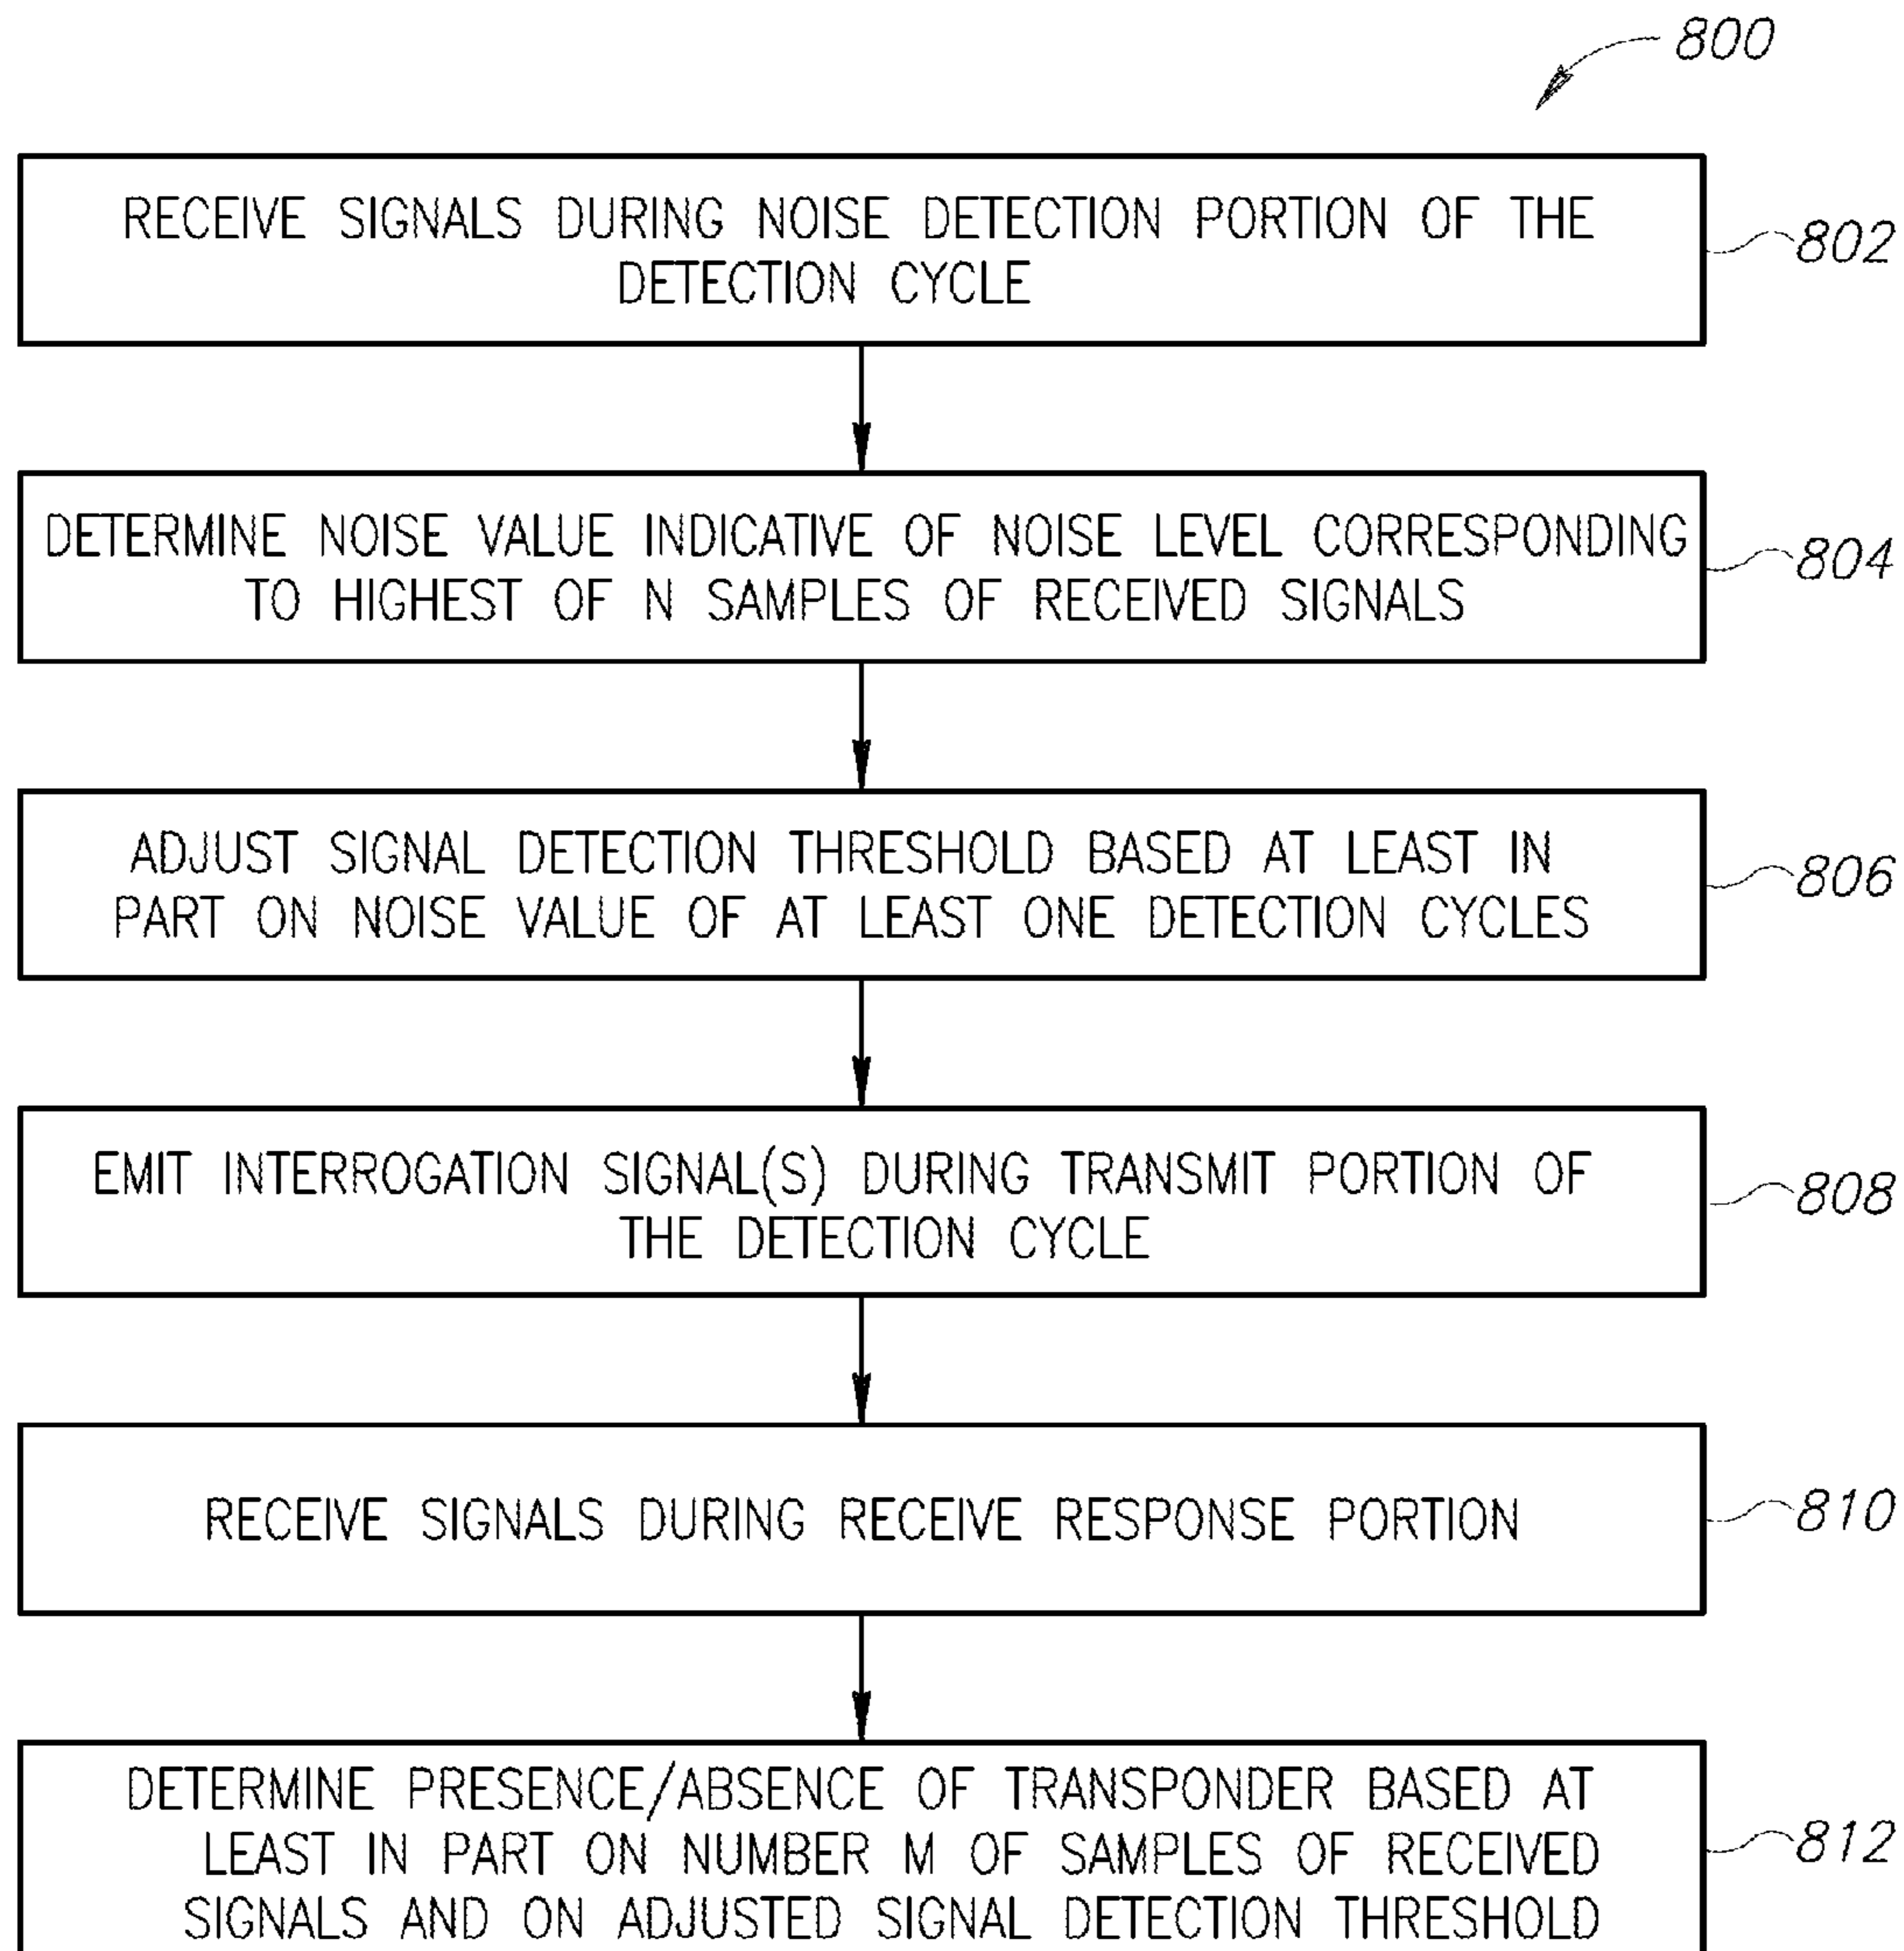 800
RECEIVE SIGNALS DURING NOISE DETECTION PORTION OF THE
DETECTION CYCLE
802
DETERMINE NOISE VALUE INDICATIVE OF NOISE LEVEL CORRESPONDING
TO HIGHEST OF N SAMPLES OF RECEIVED SIGNALS
804
ADJUST SIGNAL DETECTION THRESHOLD BASED AT LEAST IN
PART ON NOISE VALUE OF AT LEAST ONE DETECTION CYCLES
806
EMIT INTERROGATION SIGNAL(S) DURING TRANSMIT PORTION OF
THE DETECTION CYCLE
808
RECEIVE SIGNALS DURING RECEIVE RESPONSE PORTION
810
DETERMINE PRESENCE/ABSENCE OF TRANSPONDER BASED AT
LEAST IN PART ON NUMBER M OF SAMPLES OF RECEIVED
SIGNALS AND ON ADJUSTED SIGNAL DETECTION THRESHOLD
812